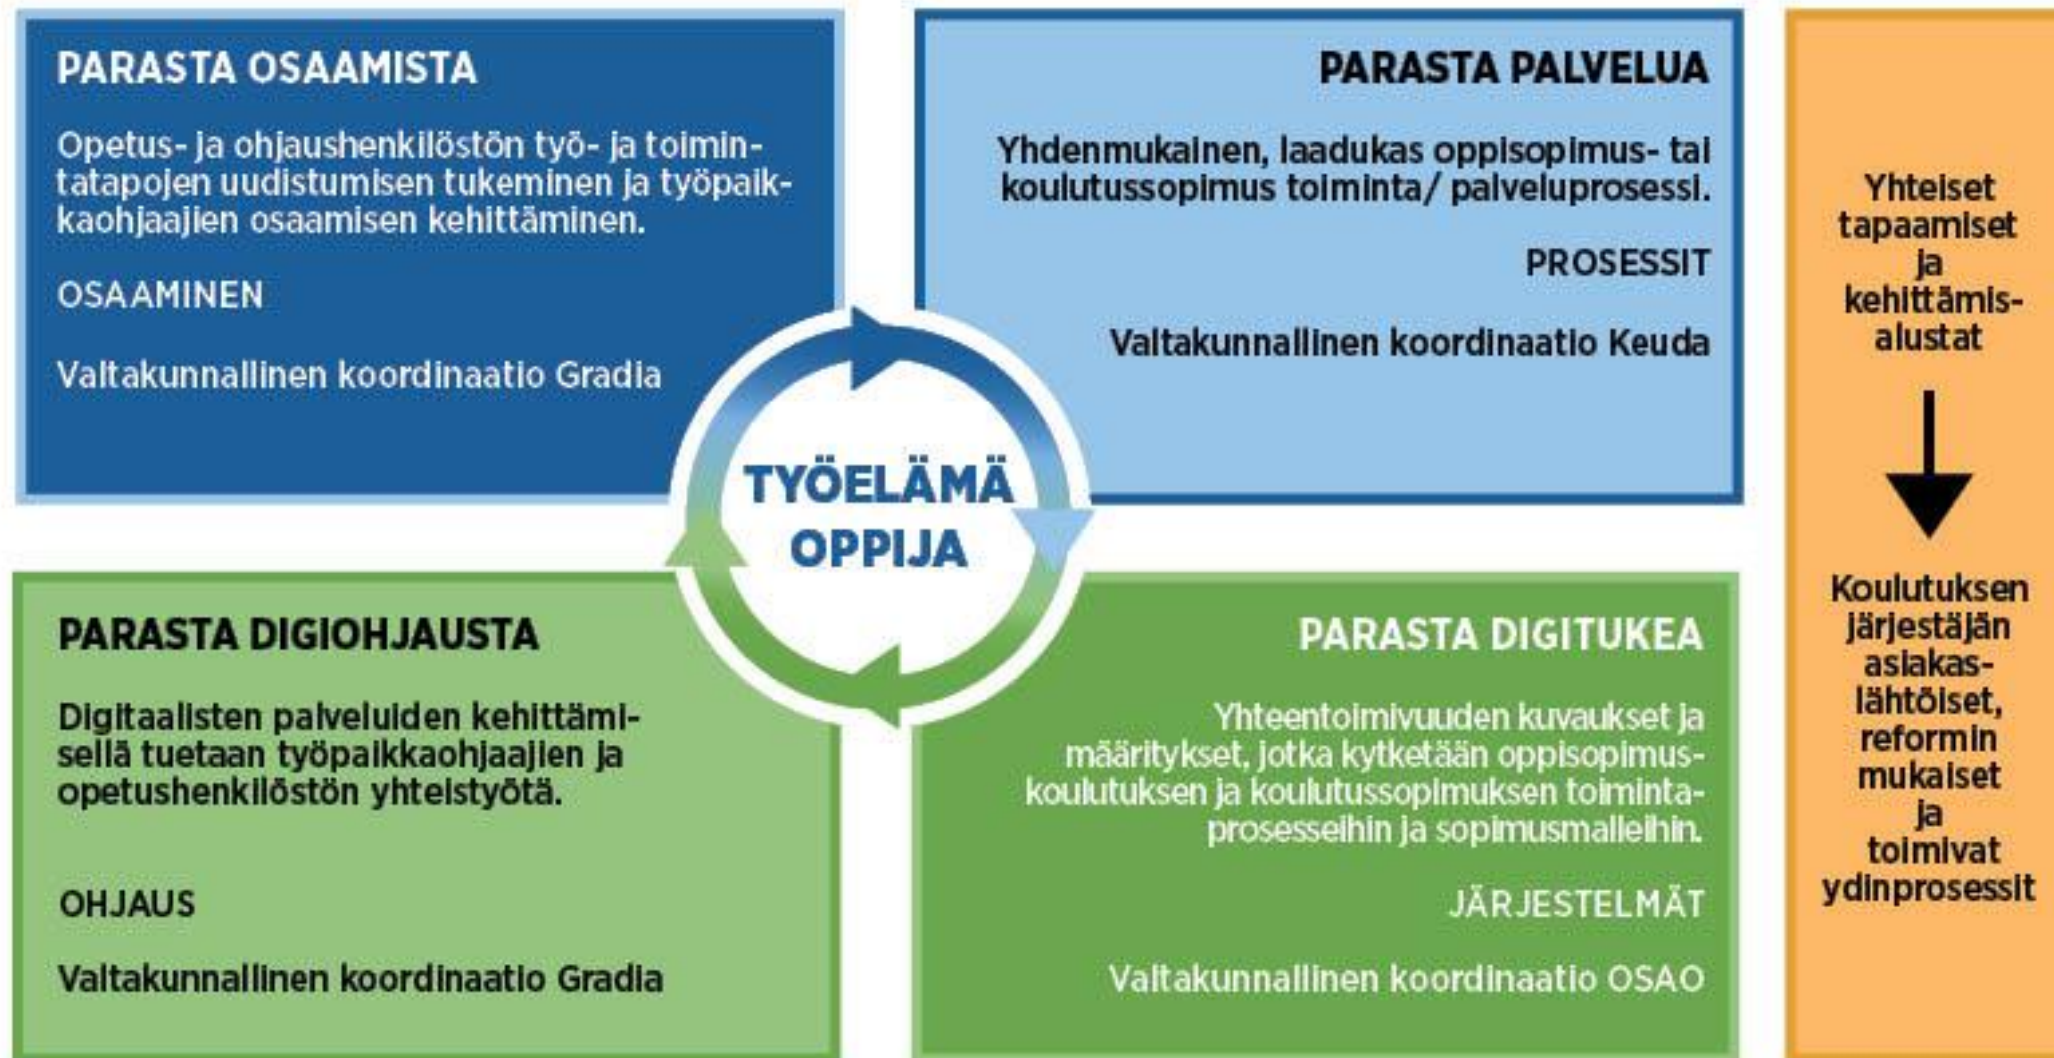 PARASTA OSAAMISTA
Opetus- ja ohjaushenkilöstön työ- ja toimin-
tatapojen uudistumisen tukeminen ja työpaik-
kaohjaajien osaamisen kehittäminen.
OSAAMINEN
Valtakunnallinen koordinaatio Gradia
PARASTA PALVELUA
Yhdenmukainen, laadukas oppisopimus- tai
koulutussopimus toiminta/ palveluprosessi.
PROSESSIT
Valtakunnallinen koordinaatio Keuda
TYÖELÄMÄ
OPPIJA
PARASTA DIGIOHJAUSTA
Digitaalisten palveluiden kehittämi-
sellä tuetaan työpaikkaohjaajien ja
opetushenkilöstön yhteistyötä.
OHJAUS
Valtakunnallinen koordinaatio Gradia
PARASTA DIGITUKEA
Yhteentoimivuuden kuvaukset ja
määritykset, jotka kytketään oppisopimus-
koulutuksen ja koulutussopimuksen toiminta-
prosesseihin ja sopimusmalleihin.
JÄRJESTELMÄT
Valtakunnallinen koordinaatio OSAO
Yhteiset
tapaamiset
ja
kehittämis-
alustat
Koulutuksen
järjestäjän
asiakas-
lähtöiset,
reformin
mukaiset
ja
toimivat
ydinprosessit